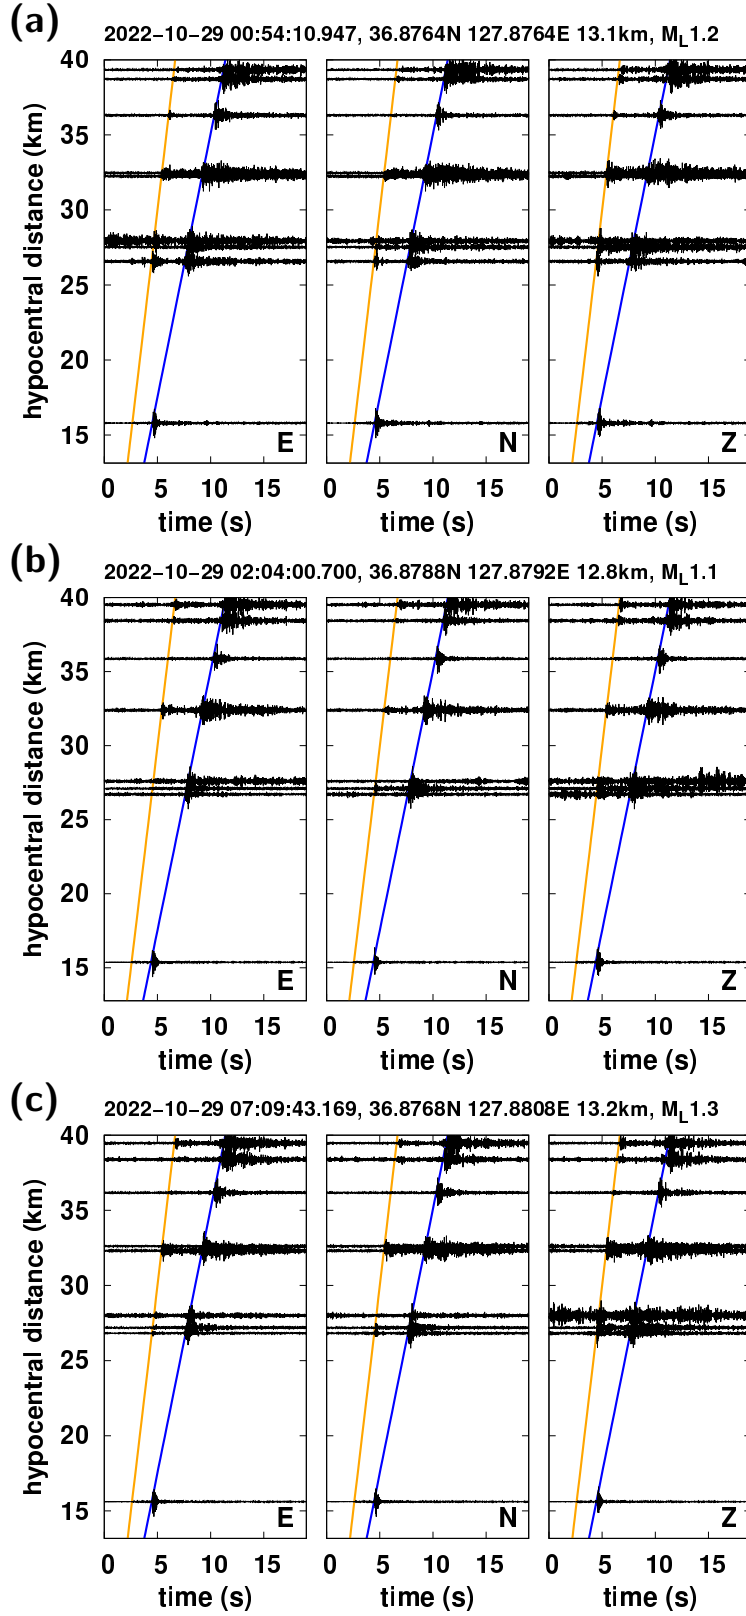 (a)
2022−10−29 00:54:10.947, 36.8764N 127.8764E 13.1km, ML1.2
hypocentral distance (km)
40
35
30
25
20
15
E
N
Z
0 5 10 15
0 5 10 15
0 5 10 15
time (s)
time (s)
time (s)
(b)
2022−10−29 02:04:00.700, 36.8788N 127.8792E 12.8km, ML1.1
hypocentral distance (km)
40
35
30
25
20
15
E
N
Z
0 5 10 15
0 5 10 15
0 5 10 15
time (s)
time (s)
time (s)
(c)
2022−10−29 07:09:43.169, 36.8768N 127.8808E 13.2km, ML1.3
hypocentral distance (km)
40
35
30
25
20
15
E
N
Z
0 5 10 15
0 5 10 15
0 5 10 15
time (s)
time (s)
time (s)